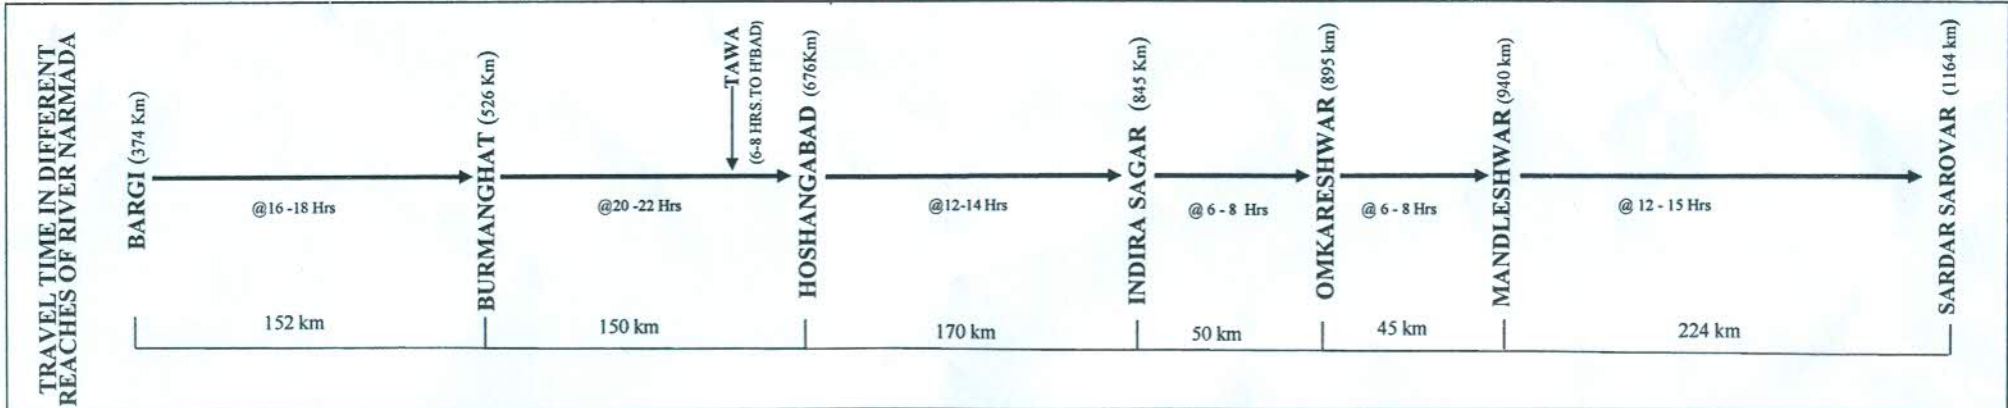 TRAVEL TIME IN DIFFERENT
REACHES OF RIVER NARMADA
BARGI (374 Km)
@16 -18 Hrs
BURMANGHAT (526 Km)
@20 -22 Hrs
TAWA
(6-8 HRS.TO H'BAD)
HOSHANGABAD (676Km)
@12-14 Hrs
INDIRA SAGAR (845 Km)
@ 6 - 8 Hrs
OMKARESHWAR (895 km)
@ 6 - 8 Hrs
MANDLESHWAR (940 km)
@ 12 - 15 Hrs
SARDAR SAROVAR (1164 km)
152 km
150 km
170 km
50 km
45 km
224 km